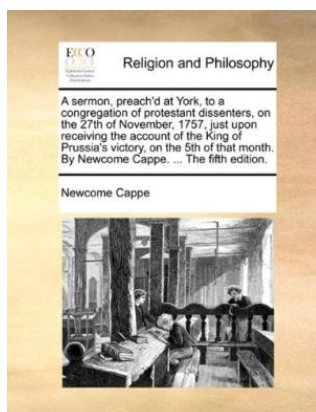 ECCO
Religion and Philosophy
A sermon, preach'd at York, to a
congregation of protestant dissenters, on
the 27th of November, 1757, just upon
receiving the account of the King of
Prussia's victory, on the 5th of that month.
By Newcome Cappe. ... The fifth edition.
Newcome Cappe